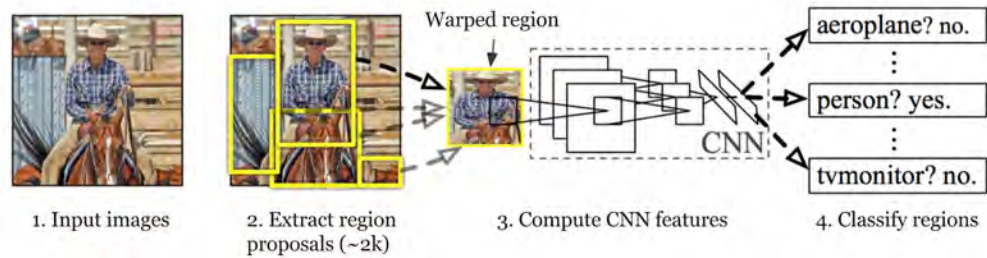 Warped region
aeroplane? no.
person? yes.
CNN
tvmonitor? no.
1. Input images
2. Extract region
proposals (~2k)
3. Compute CNN features
4. Classify regions